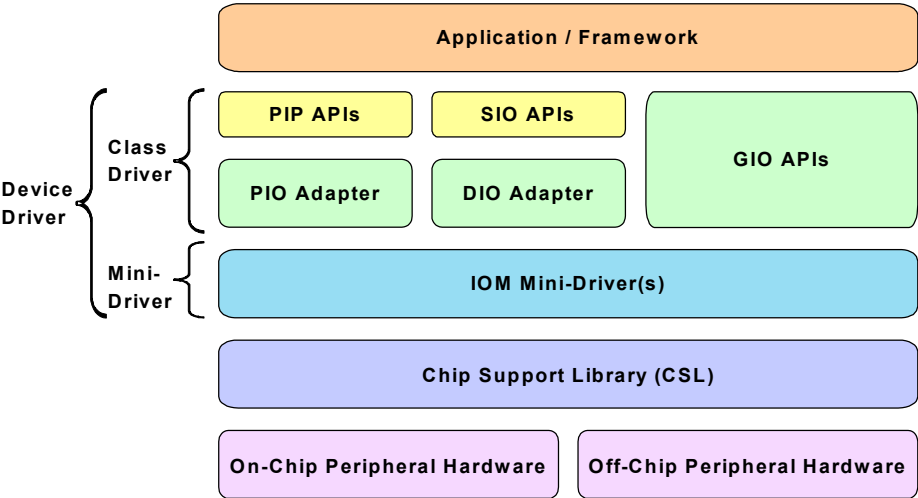 Application / Framework
PIP APIs
SIO APIs
GIO APIs
Class
Driver
PIO Adapter
DIO Adapter
Device
Driver
Mini-
Driver
IOM Mini-Driver(s)
Chip Support Library (CSL)
On-Chip Peripheral Hardware
Off-Chip Peripheral Hardware